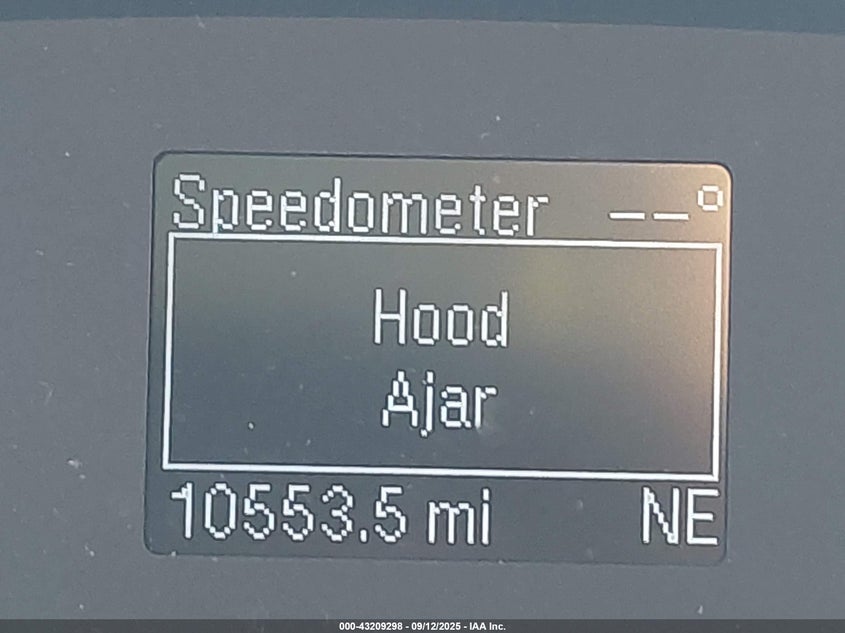 Speedometer --°
Hood
Ajar
10553.5 mi NE
000-43209298 - 09/12/2025 - IAA Inc.